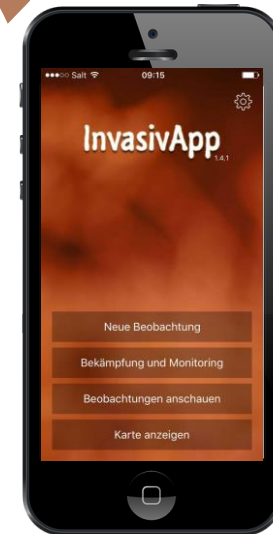 Salt 09:15
InvasivApp
1.4.1
Neue Beobachtung
Bekämpfung und Monitoring
Beobachtungen anschauen
Karte anzeigen